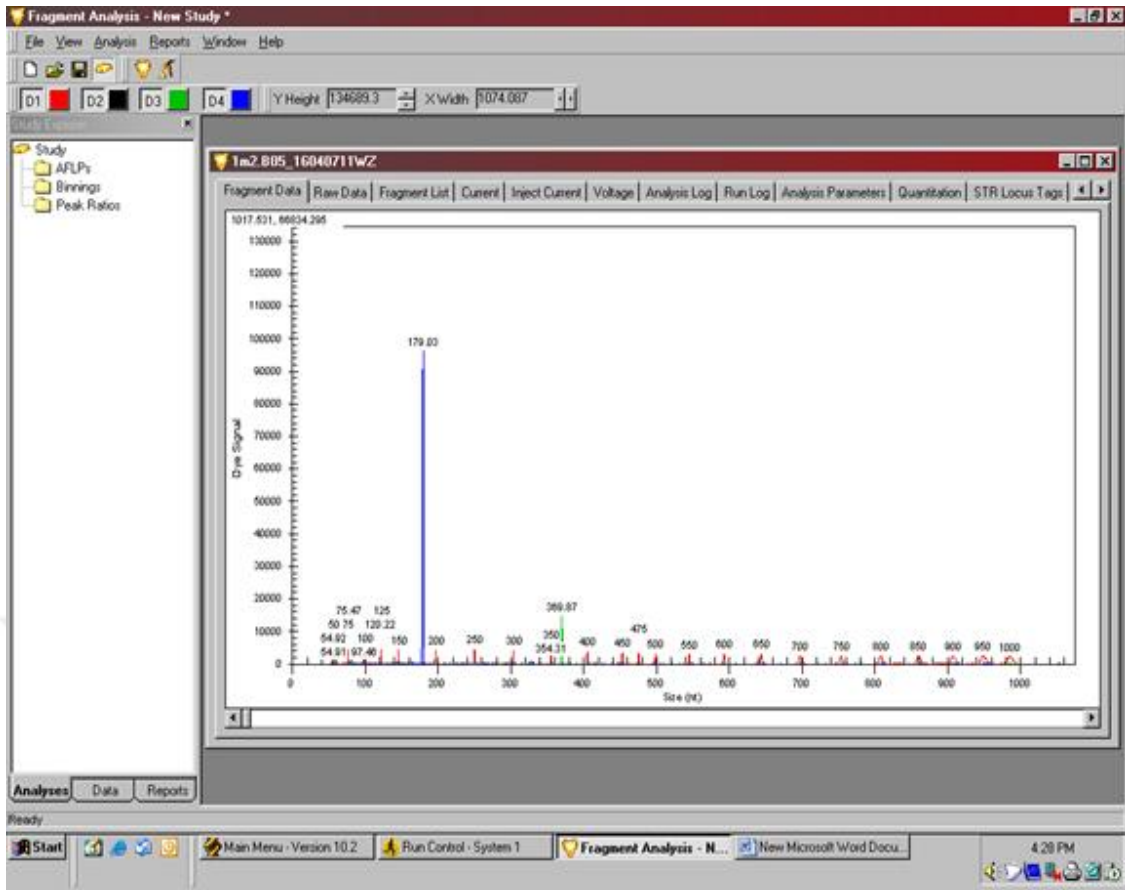 Fragment Analysis - New Study *
File View Analysis Reports Window Help
D1 D2 D3 D4 Y Height 134689.3 X Width 1074.087
Study Explorer
Study
AFLPs
Binnings
Peak Ratios
1m2.B05_16040711WZ
Fragment Data Raw Data Fragment List Current Inject Current Voltage Analysis Log Run Log Analysis Parameters Quantitation STR Locus Tags
1017.531, 66834.295
130000
120000
110000
100000
90000
80000
70000
60000
50000
40000
30000
20000
10000
0
Dye Signal
179.03
75.47 125
50 75 120.22
54.92 100 150 200 250 300 350 400 450 475 500 550 600 650 700 750 800 850 900 950 1000
54.91 97.46
369.87
354.31
0 100 200 300 400 500 600 700 800 900 1000
Size (nt)
Analyses Data Reports
Ready
Start Main Menu - Version 10.2 Run Control - System 1 Fragment Analysis - N... New Microsoft Word Docu... 4:28 PM